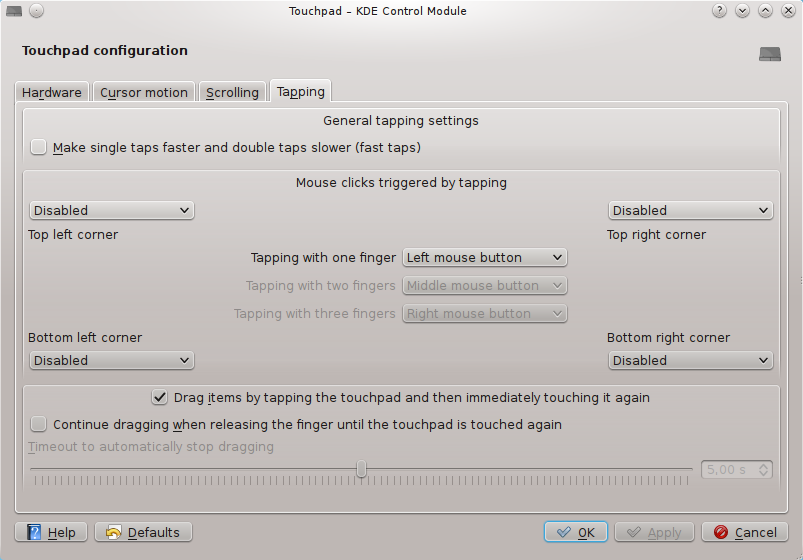 Touchpad – KDE Control Module
Touchpad configuration
Hardware Cursor motion Scrolling Tapping
General tapping settings
Make single taps faster and double taps slower (fast taps)
Mouse clicks triggered by tapping
Disabled Disabled
Top left corner Top right corner
Tapping with one finger Left mouse button
Tapping with two fingers Middle mouse button
Tapping with three fingers Right mouse button
Bottom left corner Bottom right corner
Disabled Disabled
Drag items by tapping the touchpad and then immediately touching it again
Continue dragging when releasing the finger until the touchpad is touched again
Timeout to automatically stop dragging
5,00 s
Help Defaults OK Apply Cancel